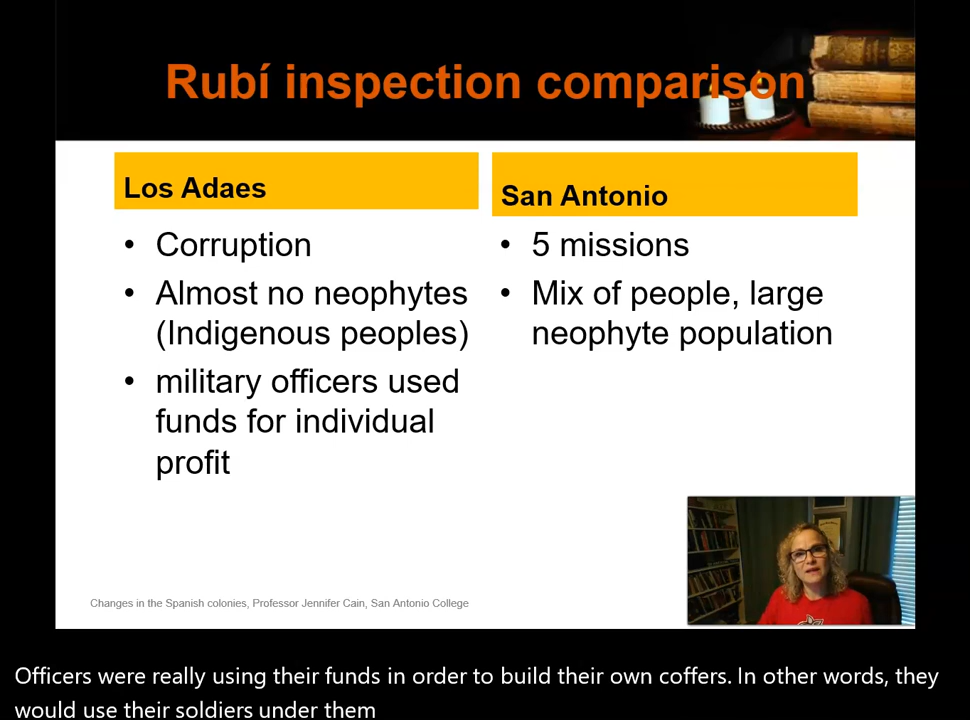 Rubí inspection comparison
Los Adaes
• Corruption
• Almost no neophytes
(Indigenous peoples)
• military officers used
funds for individual
profit
San Antonio
• 5 missions
• Mix of people, large
neophyte population
Changes in the Spanish colonies, Professor Jennifer Cain, San Antonio College
Officers were really using their funds in order to build their own coffers. In other words, they
would use their soldiers under them